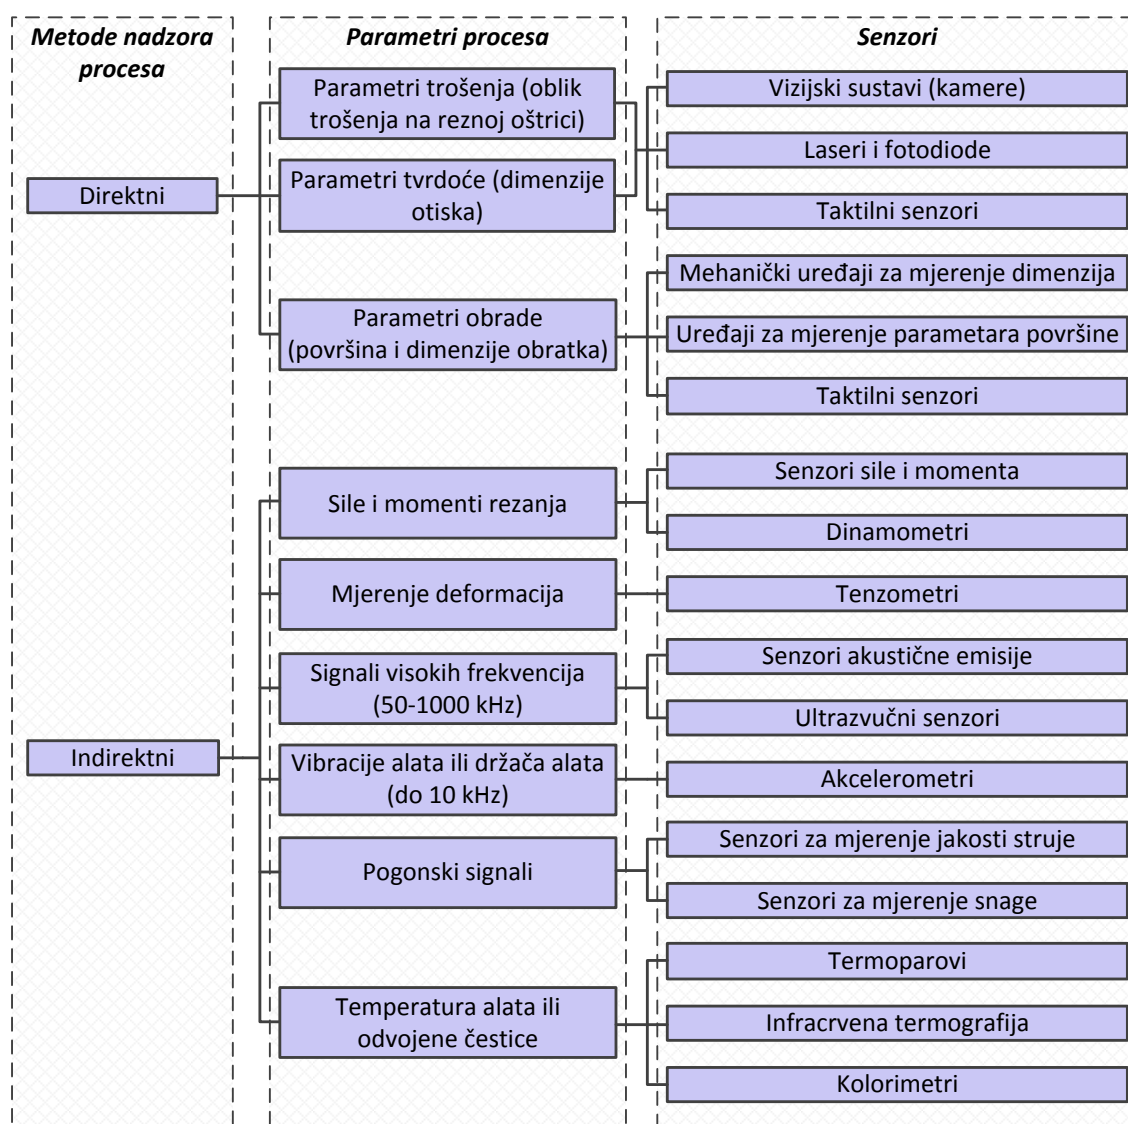 Metode nadzora
procesa
Parametri procesa
Senzori
Direktni
Parametri trošenja (oblik
trošenja na reznoj oštrici)
Parametri tvrdoće (dimenzije
otiska)
Vizijski sustavi (kamere)
Laseri i fotodiode
Taktilni senzori
Parametri obrade
(površina i dimenzije obratka)
Mehanički uređaji za mjerenje dimenzija
Uređaji za mjerenje parametara površine
Taktilni senzori
Indirektni
Sile i momenti rezanja
Senzori sile i momenta
Dinamometri
Mjerenje deformacija
Tenzometri
Signali visokih frekvencija
(50-1000 kHz)
Senzori akustične emisije
Ultrazvučni senzori
Vibracije alata ili držača alata
(do 10 kHz)
Akcelerometri
Pogonski signali
Senzori za mjerenje jakosti struje
Senzori za mjerenje snage
Temperatura alata ili
odvojene čestice
Termoparovi
Infracrvena termografija
Kolorimetri